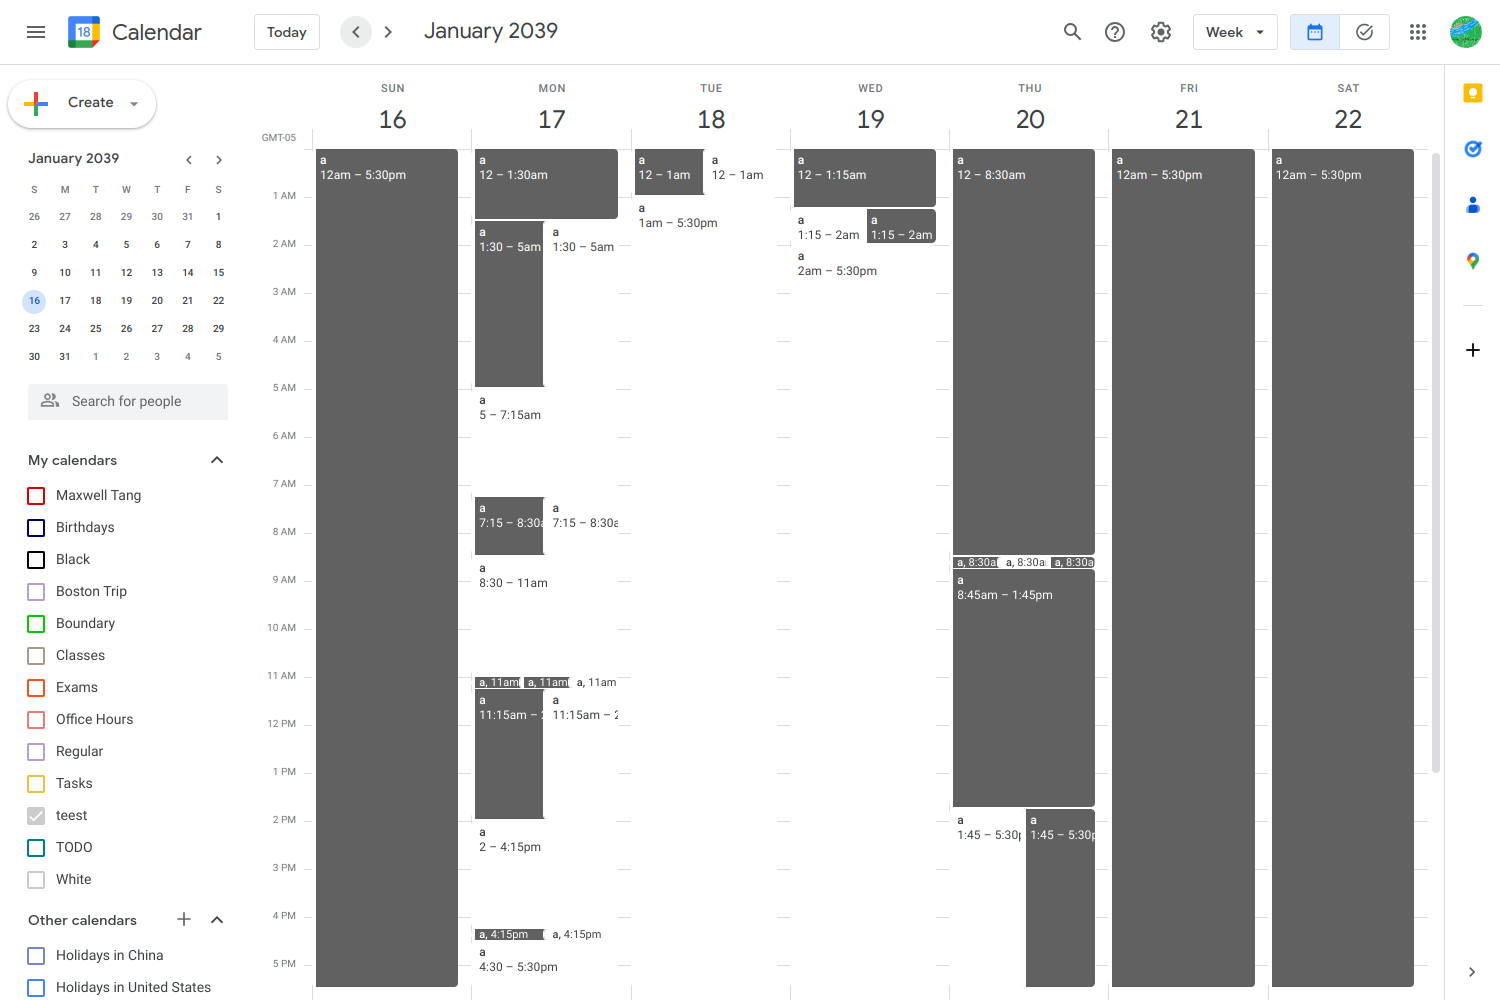 18 Calendar
Today
January 2039
Week
Create
January 2039
S M T W T F S
26 27 28 29 30 31 1
2 3 4 5 6 7 8
9 10 11 12 13 14 15
16 17 18 19 20 21 22
23 24 25 26 27 28 29
30 31 1 2 3 4 5
Search for people
My calendars
Maxwell Tang
Birthdays
Black
Boston Trip
Boundary
Classes
Exams
Office Hours
Regular
Tasks
teest
TODO
White
Other calendars
Holidays in China
Holidays in United States
SUN MON TUE WED THU FRI SAT
16 17 18 19 20 21 22
GMT-05
1 AM
2 AM
3 AM
4 AM
5 AM
6 AM
7 AM
8 AM
9 AM
10 AM
11 AM
12 PM
1 PM
2 PM
3 PM
4 PM
5 PM
a
12am – 5:30pm
a
12 – 1:30am
a
1:30 – 5am
a
1:30 – 5am
a
5 – 7:15am
a
7:15 – 8:30a
a
7:15 – 8:30a
a
8:30 – 11am
a, 11am
a, 11am
a, 11am
a
11:15am –
a
11:15am – 2
a
2 – 4:15pm
a, 4:15pm
a, 4:15pm
a
4:30 – 5:30pm
a
12 – 1am
a
12 – 1am
a
1am – 5:30pm
a
12 – 1:15am
a
1:15 – 2am
a
1:15 – 2am
a
2am – 5:30pm
a
12 – 8:30am
a, 8:30a
a, 8:30a
a, 8:30a
a
8:45am – 1:45pm
a
1:45 – 5:30p
a
1:45 – 5:30p
a
12am – 5:30pm
a
12am – 5:30pm